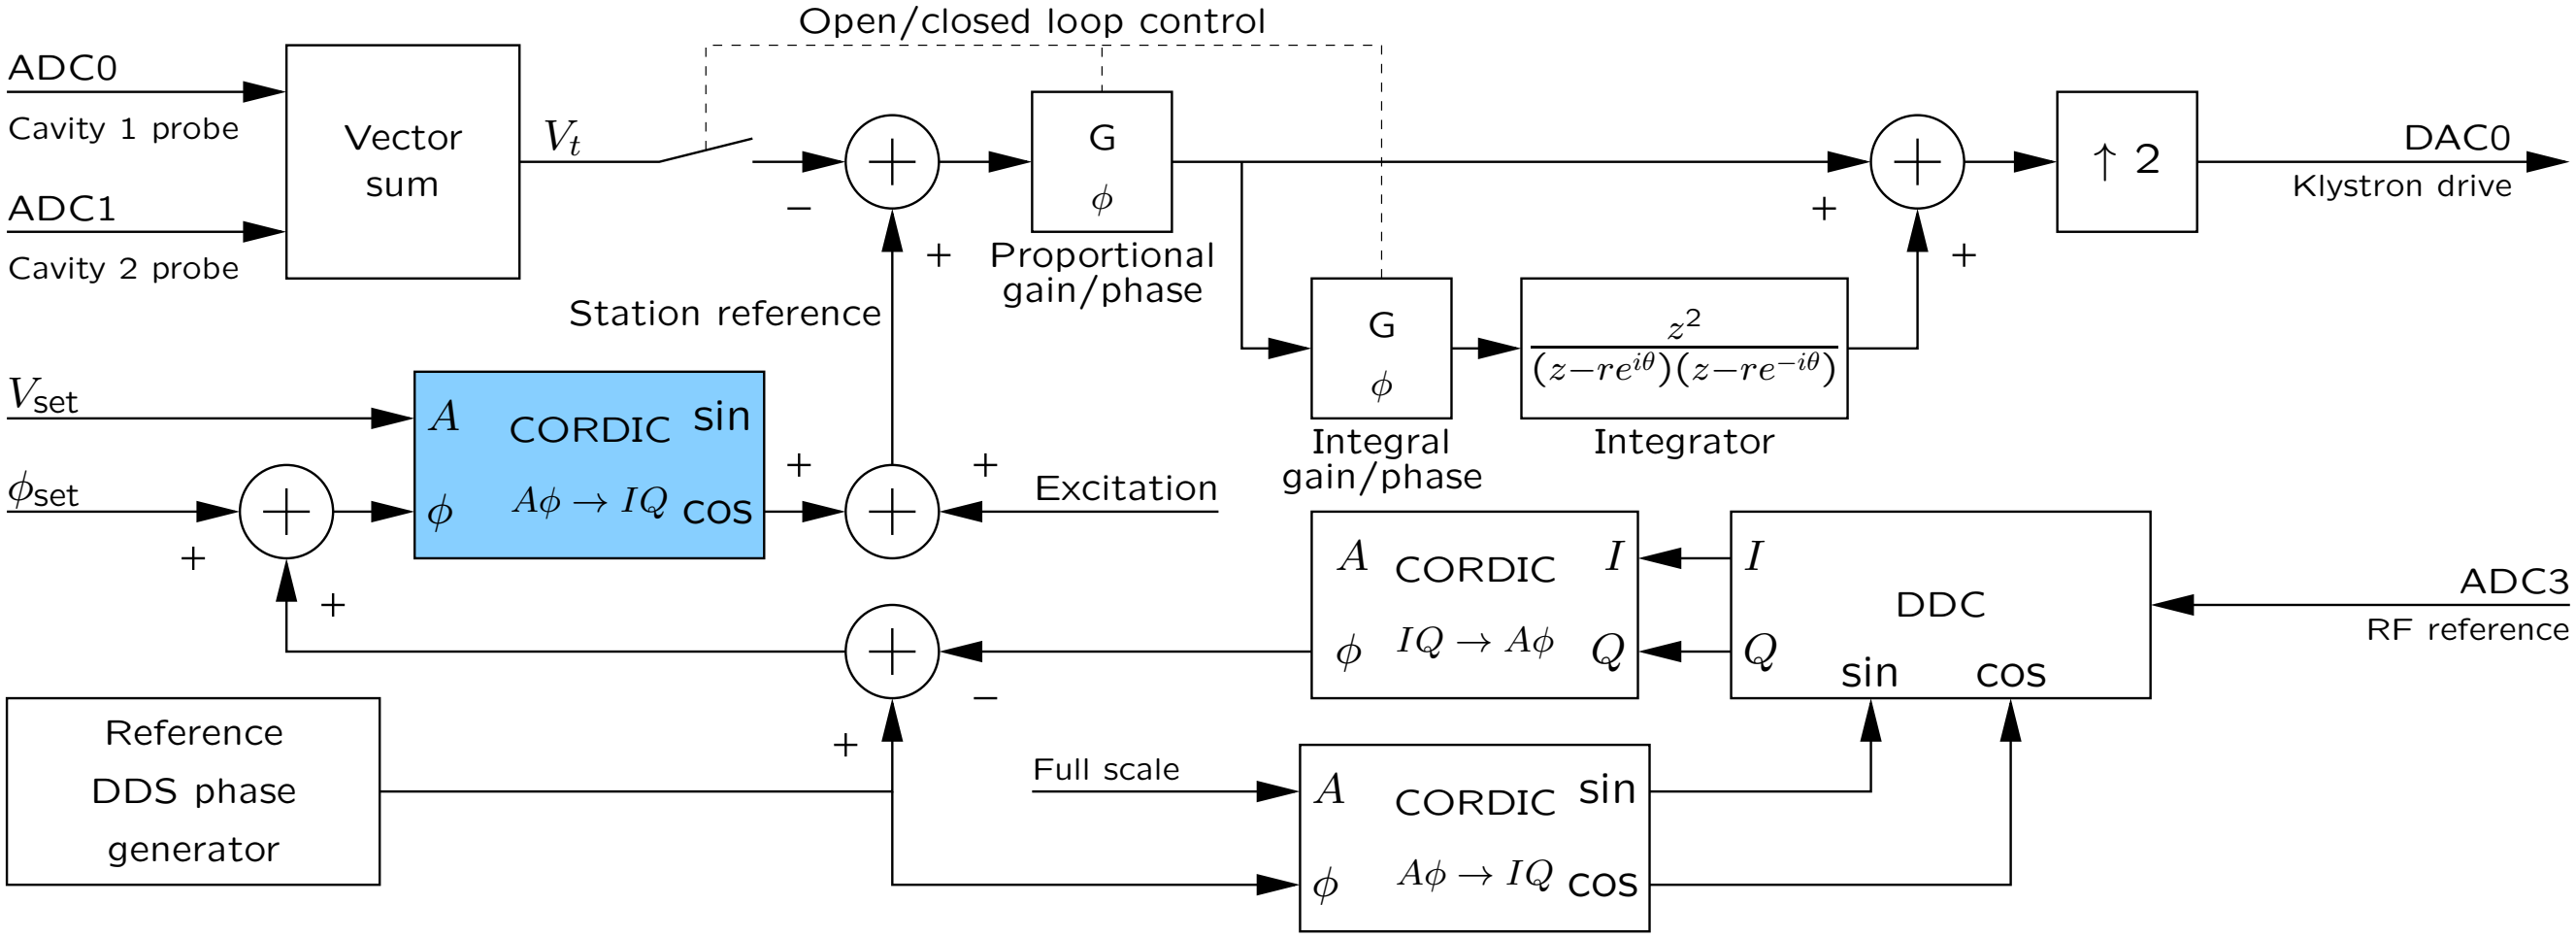 Open/closed loop control
ADC0
Cavity 1 probe
ADC1
Cavity 2 probe
Vector
sum
V_t
−
+
Station reference
G
ϕ
Proportional
gain/phase
G
ϕ
Integral
gain/phase
z^2
(z−re^{iθ})(z−re^{−iθ})
Integrator
+
+
↑ 2
DAC0
Klystron drive
V_set
ϕ_set
+
+
A CORDIC sin
ϕ Aϕ → IQ cos
+
+
Excitation
A CORDIC I
ϕ IQ → Aϕ Q
I
DDC
Q
sin cos
ADC3
RF reference
−
+
Reference
DDS phase
generator
Full scale
A CORDIC sin
ϕ Aϕ → IQ cos